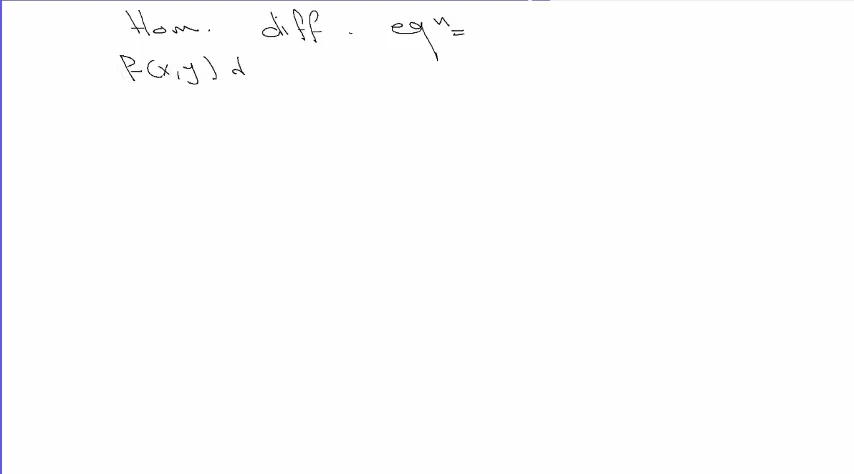 Hom. diff. eqⁿ=
P(x,y) d